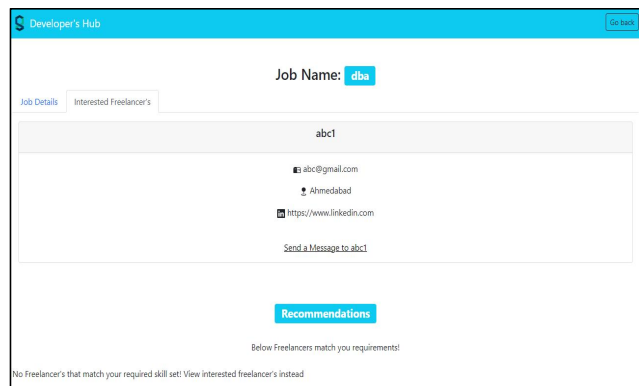 Developer's Hub
Go back
Job Name: dba
Job Details
Interested Freelancer's
abc1
abc@gmail.com
Ahmedabad
https://www.linkedin.com
Send a Message to abc1
Recommendations
Below Freelancers match you requirements!
No Freelancer's that match your required skill set! View interested freelancer's instead